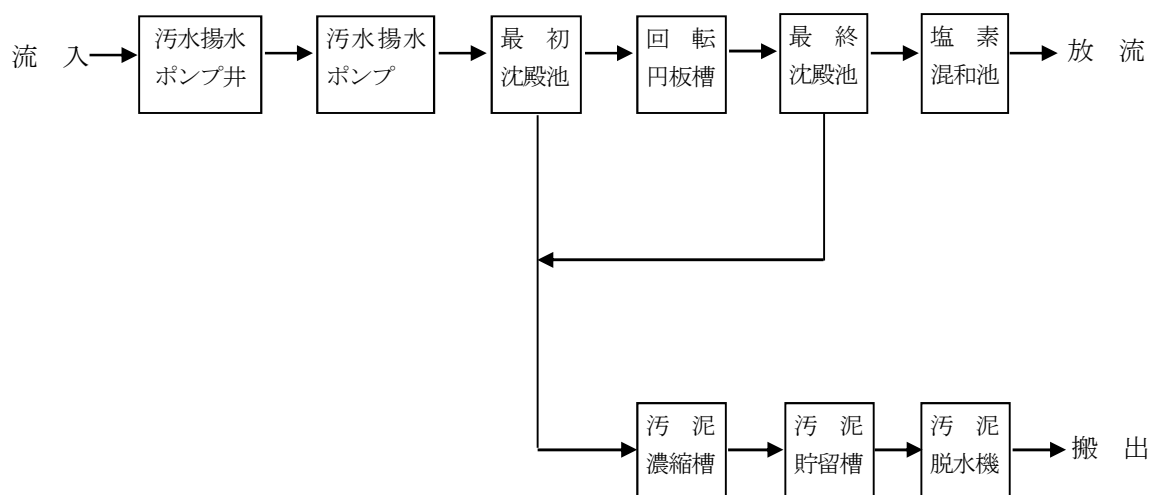 流 入
汚水揚水
ポンプ井
汚水揚水
ポンプ
最 初
沈殿池
回 転
円板槽
最 終
沈殿池
塩 素
混和池
放 流
汚 泥
濃縮槽
汚 泥
貯留槽
汚 泥
脱水機
搬 出